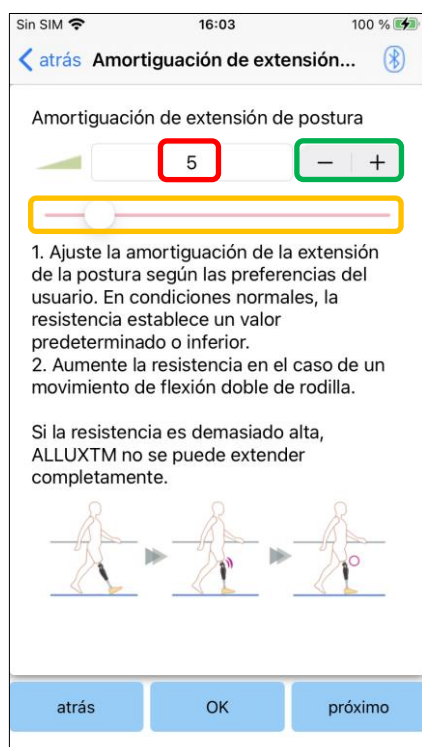 Sin SIM 16:03 100 %
atrás Amortiguación de extensión...
Amortiguación de extensión de postura
5 − +
1. Ajuste la amortiguación de la extensión
de la postura según las preferencias del
usuario. En condiciones normales, la
resistencia establece un valor
predeterminado o inferior.
2. Aumente la resistencia en el caso de un
movimiento de flexión doble de rodilla.
Si la resistencia es demasiado alta,
ALLUXTM no se puede extender
completamente.
atrás OK próximo